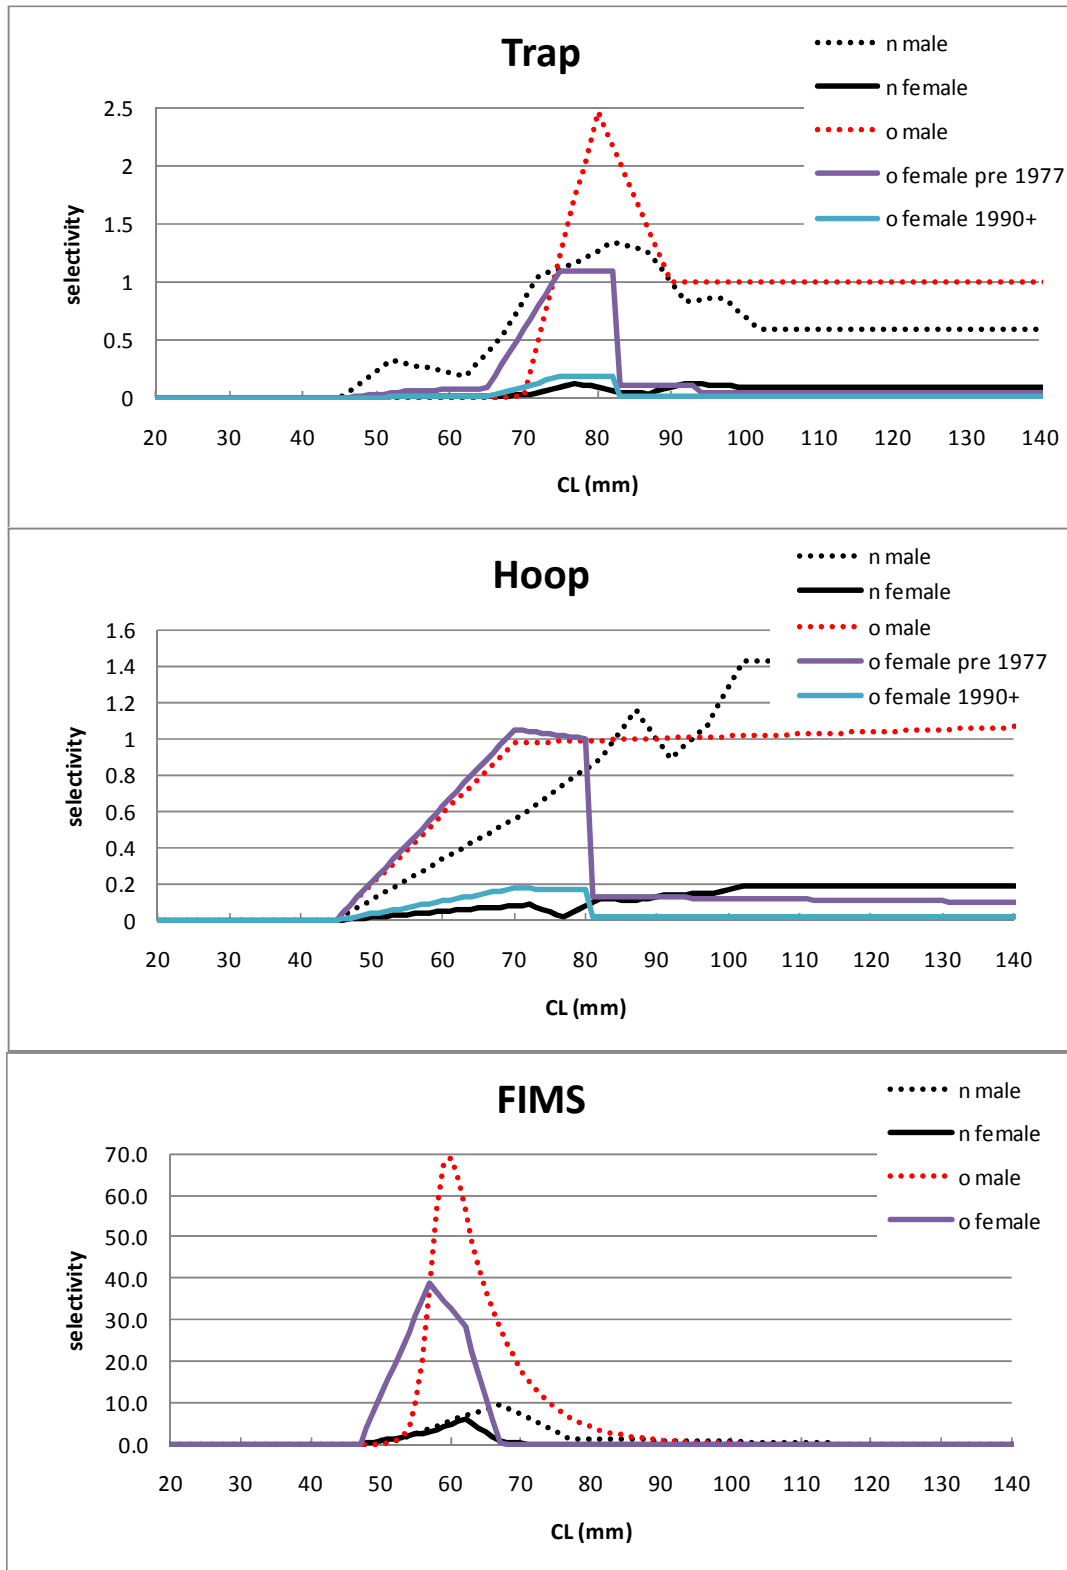 Trap
n male
n female
o male
o female pre 1977
o female 1990+
selectivity
2.5
2
1.5
1
0.5
0
20 30 40 50 60 70 80 90 100 110 120 130 140
CL (mm)
Hoop
n male
n female
o male
o female pre 1977
o female 1990+
selectivity
1.6
1.4
1.2
1
0.8
0.6
0.4
0.2
0
20 30 40 50 60 70 80 90 100 110 120 130 140
CL (mm)
FIMS
n male
n female
o male
o female
selectivity
70.0
60.0
50.0
40.0
30.0
20.0
10.0
0.0
20 30 40 50 60 70 80 90 100 110 120 130 140
CL (mm)